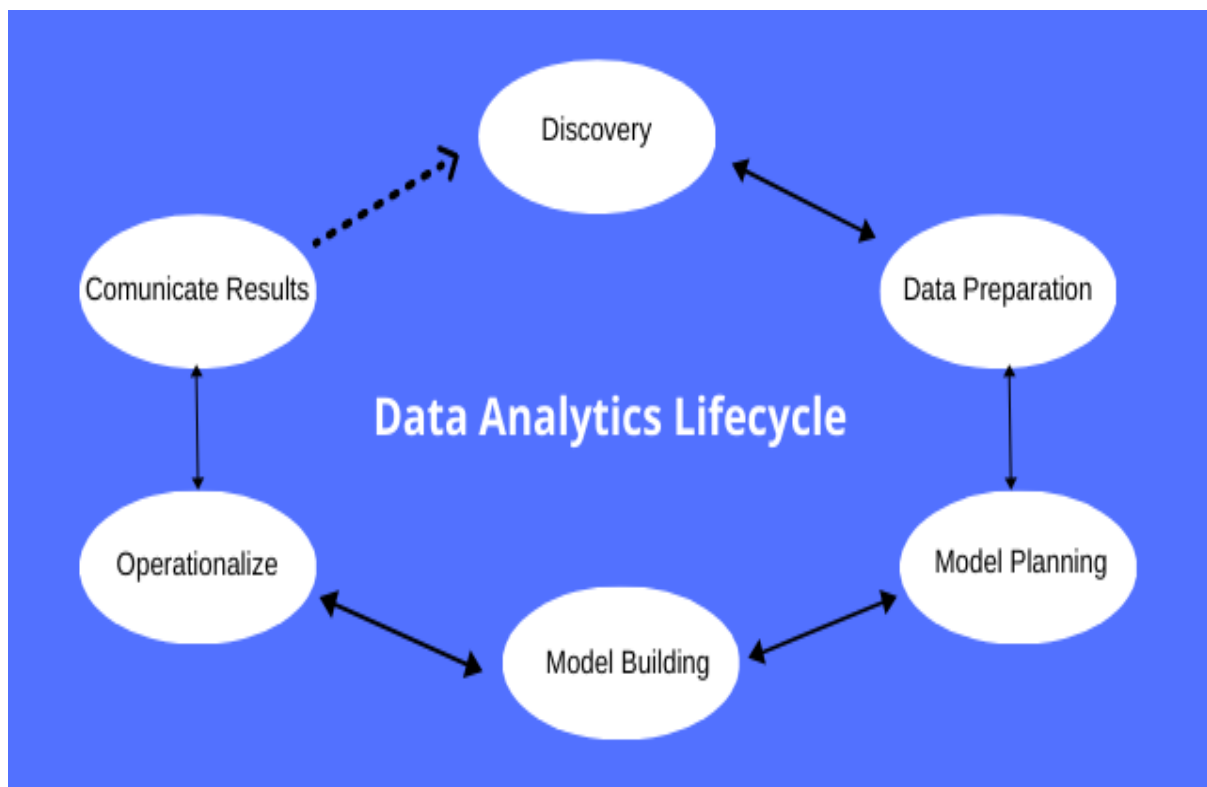 Discovery
Comunicate Results
Data Preparation
Data Analytics Lifecycle
Operationalize
Model Planning
Model Building